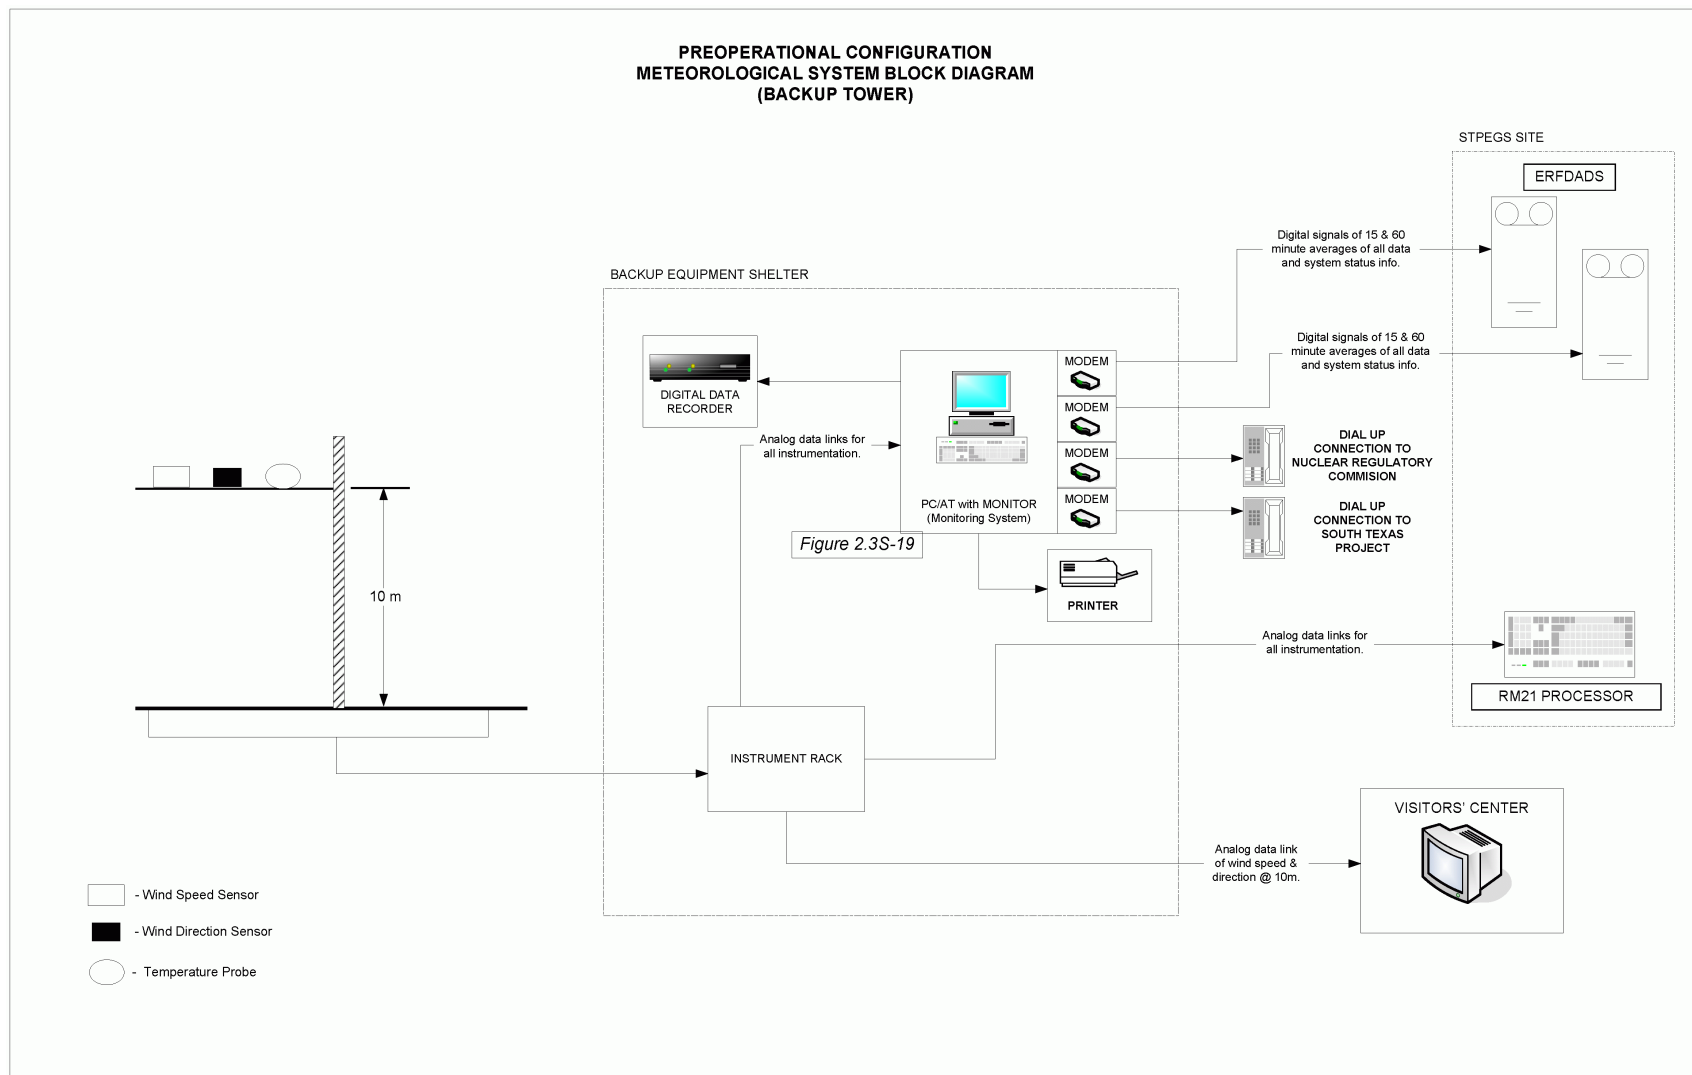 PREOPERATIONAL CONFIGURATION
METEOROLOGICAL SYSTEM BLOCK DIAGRAM
(BACKUP TOWER)
STPEGS SITE
ERFDADS
Digital signals of 15 & 60
minute averages of all data
and system status info.
BACKUP EQUIPMENT SHELTER
Digital signals of 15 & 60
minute averages of all data
and system status info.
MODEM
DIGITAL DATA
RECORDER
MODEM
Analog data links for
all instrumentation.
MODEM
DIAL UP
CONNECTION TO
NUCLEAR REGULATORY
COMMISION
PC/AT with MONITOR
(Monitoring System)
MODEM
DIAL UP
CONNECTION TO
SOUTH TEXAS
PROJECT
Figure 2.3S-19
10 m
PRINTER
Analog data links for
all instrumentation.
RM21 PROCESSOR
INSTRUMENT RACK
VISITORS' CENTER
Analog data link
of wind speed &
direction @ 10m.
- Wind Speed Sensor
- Wind Direction Sensor
- Temperature Probe